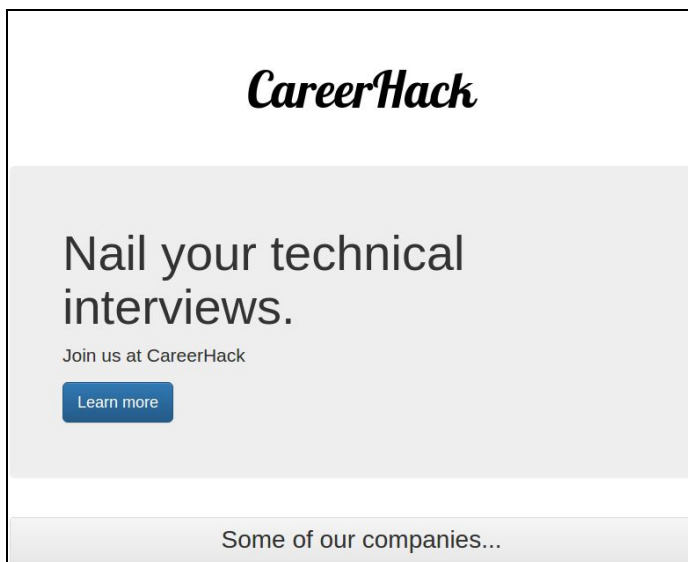 CareerHack
Nail your technical
interviews.
Join us at CareerHack
Learn more
Some of our companies...